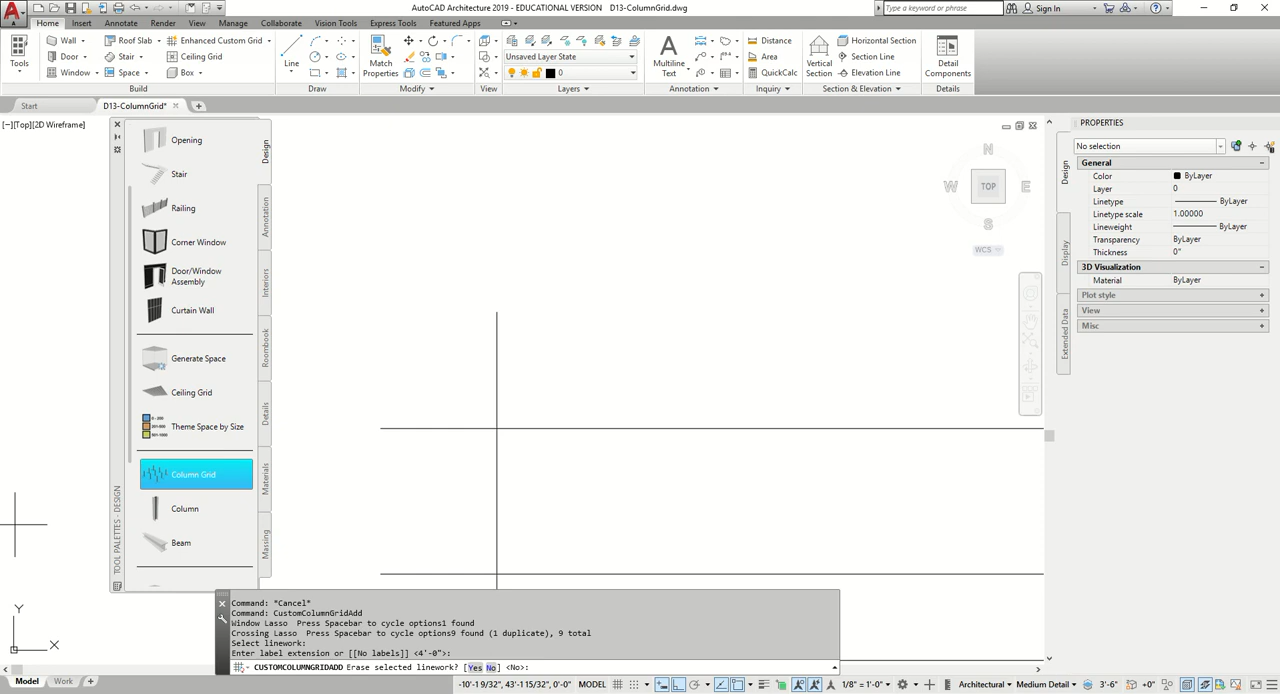 AutoCAD Architecture 2019 - EDUCATIONAL VERSION D13-ColumnGrid.dwg
Type a keyword or phrase
Sign In
Home Insert Annotate Render View Manage Collaborate Vision Tools Express Tools Featured Apps
Wall Roof Slab Enhanced Custom Grid
Door Stair Ceiling Grid
Window Space Box
Tools
Line
Match Properties
Unsaved Layer State
0
Multiline Text
Distance
Area
QuickCalc
Vertical Section
Horizontal Section
Section Line
Elevation Line
Detail Components
Build Draw Modify View Layers Annotation Inquiry Section & Elevation Details
Start D13-ColumnGrid*
[−][Top][2D Wireframe]
Opening
Stair
Railing
Corner Window
Door/Window
Assembly
Curtain Wall
Generate Space
Ceiling Grid
0 - 200
201-500
501-1000
Theme Space by Size
Column Grid
Column
Beam
Design
Annotation
Interiors
Roombook
Details
Materials
Massing
TOOL PALETTES - DESIGN
N
W TOP E
S
WCS
PROPERTIES
No selection
General
Color ByLayer
Layer 0
Linetype ByLayer
Linetype scale 1.00000
Lineweight ByLayer
Transparency ByLayer
Thickness 0"
3D Visualization
Material ByLayer
Plot style
View
Misc
Design
Display
Extended Data
Y
X
Command: *Cancel*
Command: CustomColumnGridAdd
Window Lasso Press Spacebar to cycle options1 found
Crossing Lasso Press Spacebar to cycle options9 found (1 duplicate), 9 total
Select linework:
Enter label extension or [[No labels]] <4'-0">:
CUSTOMCOLUMNGRIDADD Erase selected linework? [Yes No] <No>:
Model Work
-10'-1 9/32", 43'-1 15/32", 0'-0" MODEL 1/8" = 1'-0" Architectural Medium Detail 3'-6" +0"